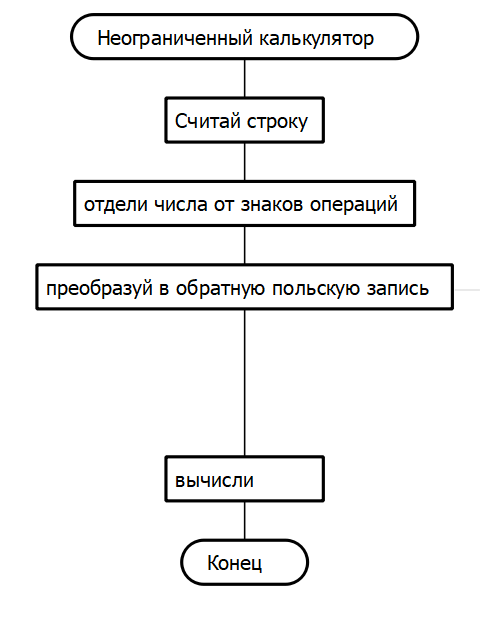 Неограниченный калькулятор
Считай строку
отдели числа от знаков операций
преобразуй в обратную польскую запись
вычисли
Конец